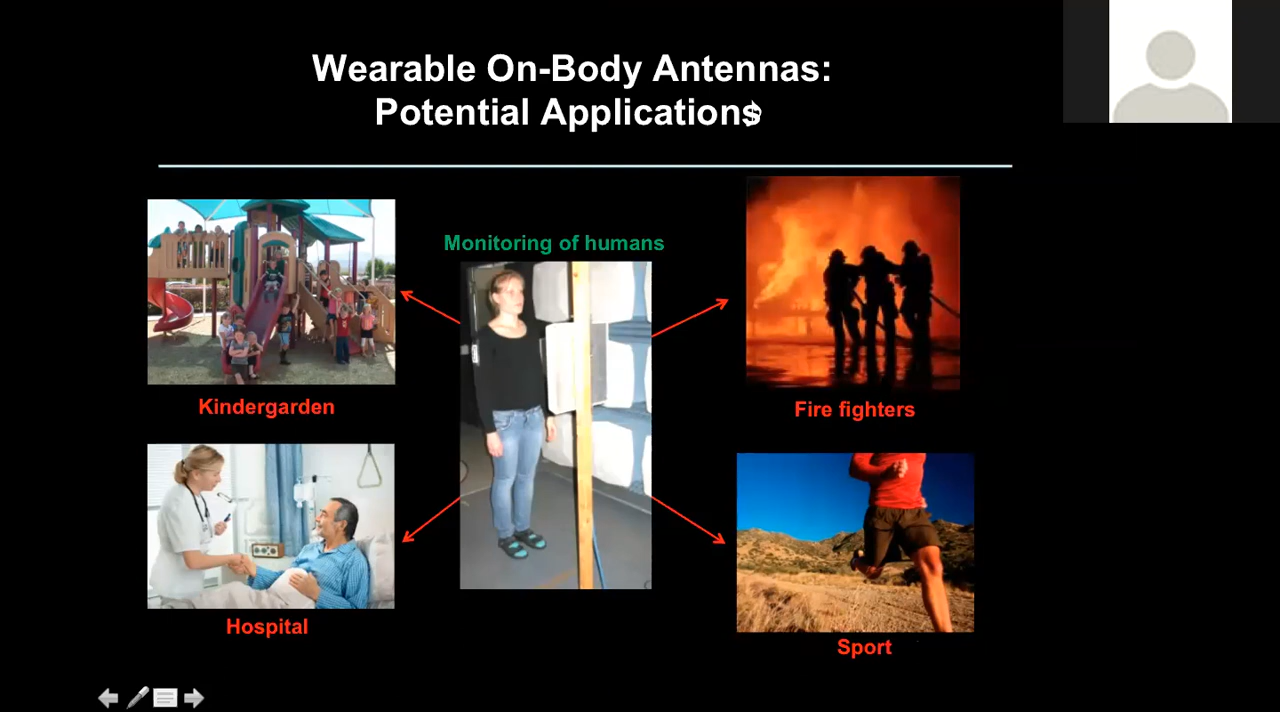 Wearable On-Body Antennas:
Potential Applications
Monitoring of humans
Kindergarden
Fire fighters
Hospital
Sport